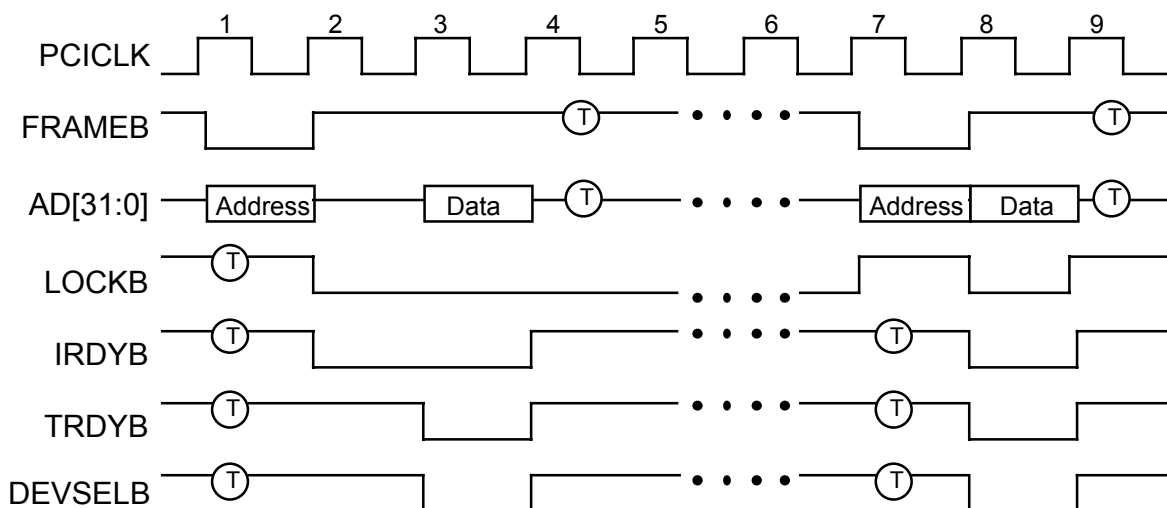 1 2 3 4 5 6 7 8 9
PCICLK
FRAMEB T T
AD[31:0] Address Data T Address Data T
LOCKB T
IRDYB T T
TRDYB T T
DEVSELB T T